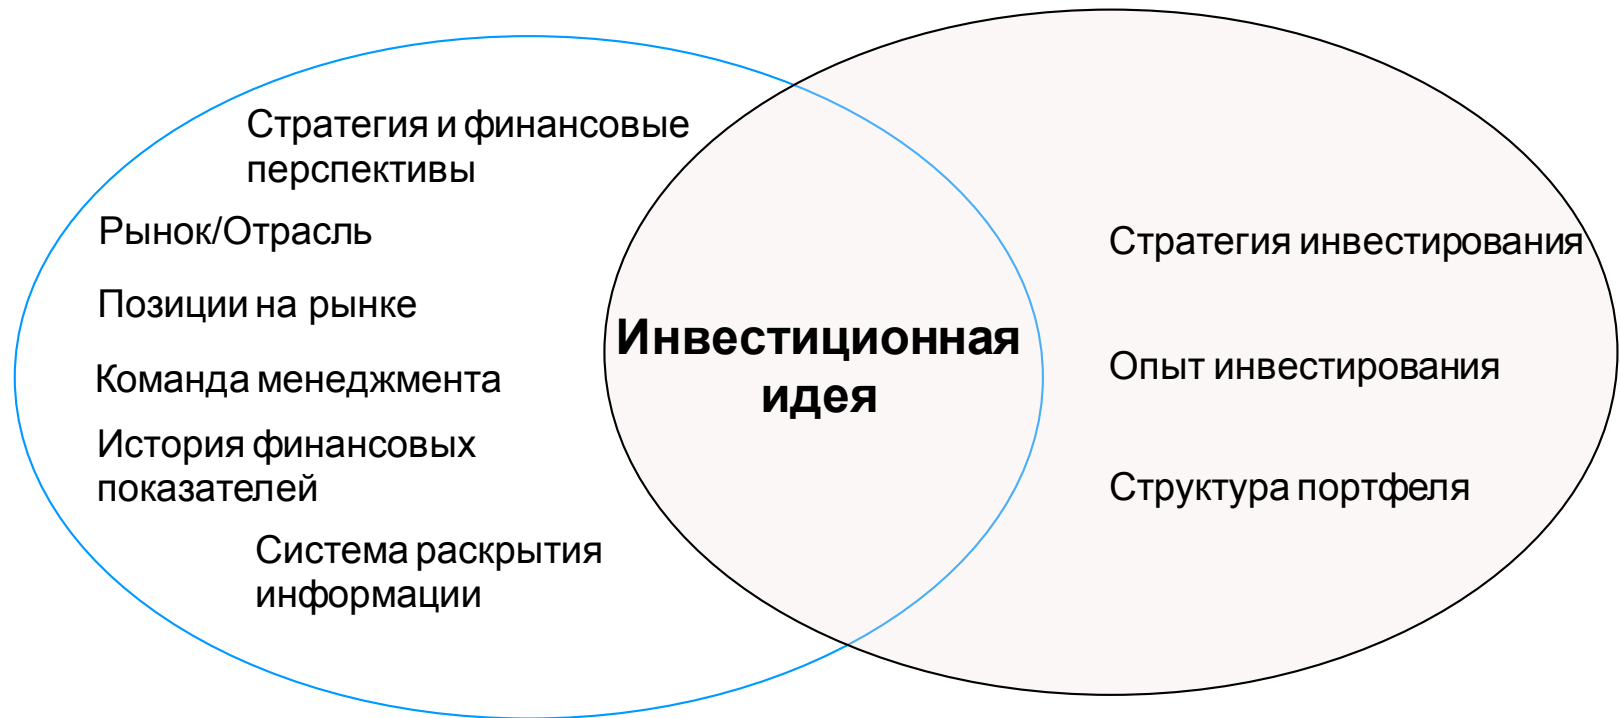 Стратегия и финансовые
перспективы
Рынок/Отрасль
Позиции на рынке
Команда менеджмента
История финансовых
показателей
Система раскрытия
информации
Инвестиционная
идея
Стратегия инвестирования
Опыт инвестирования
Структура портфеля